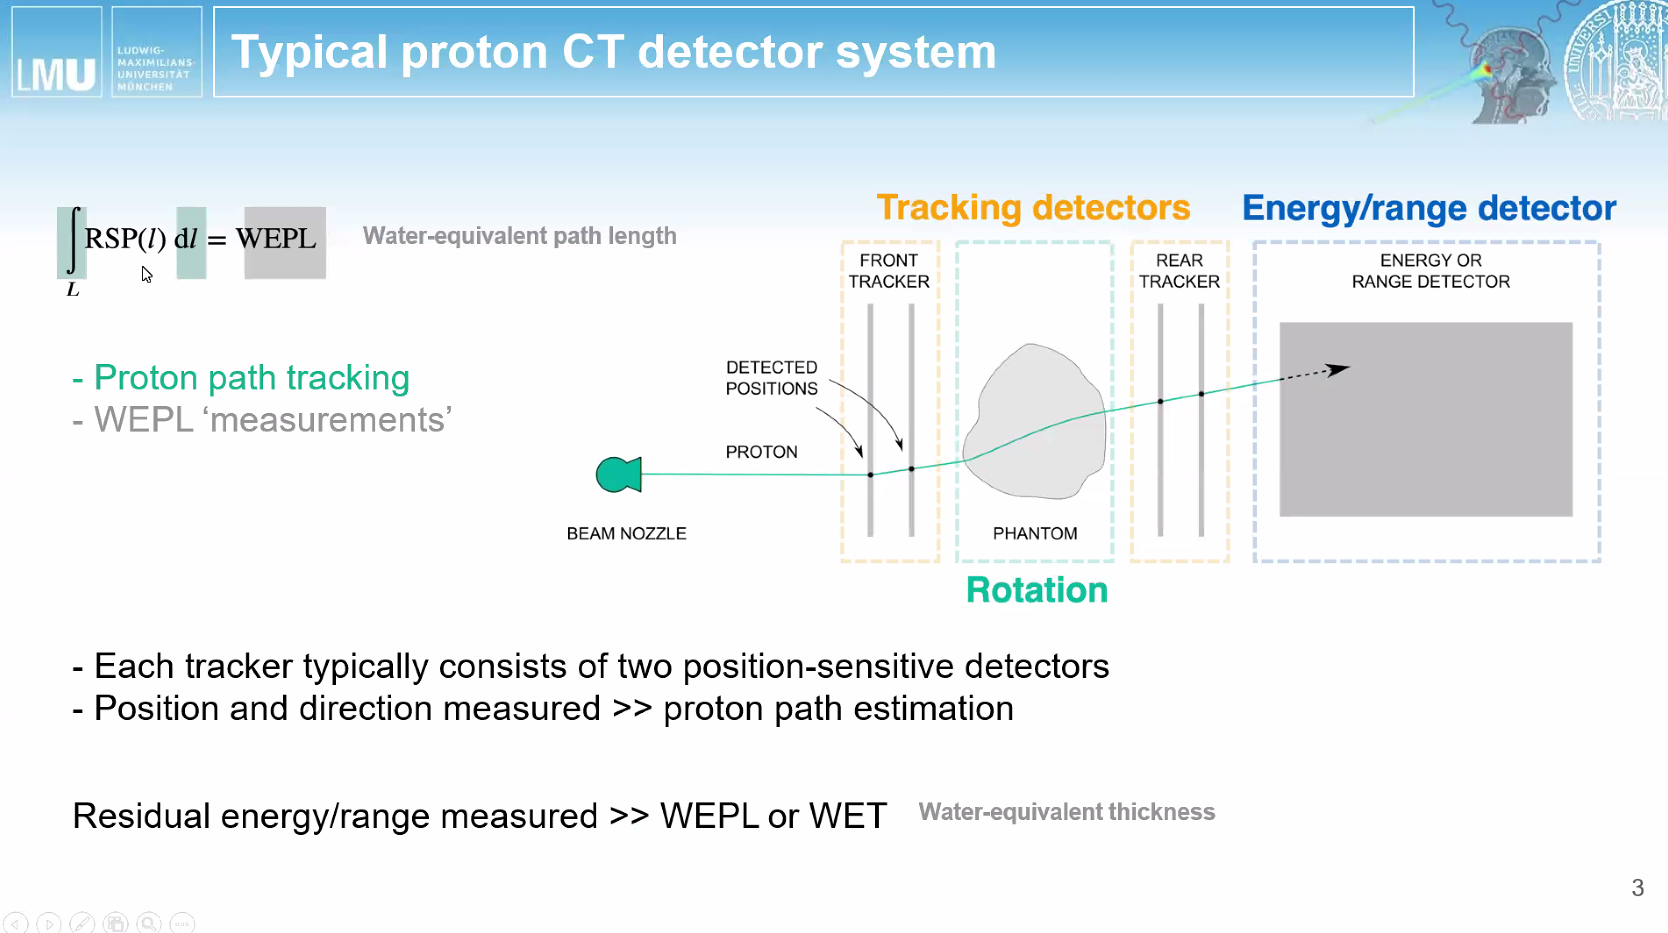 LMU
LUDWIG-
MAXIMILIANS-
UNIVERSITÄT
MÜNCHEN
Typical proton CT detector system
∫L RSP(l) dl = WEPL
Water-equivalent path length
- Proton path tracking
- WEPL ‘measurements’
Tracking detectors
Energy/range detector
FRONT
TRACKER
REAR
TRACKER
ENERGY OR
RANGE DETECTOR
DETECTED
POSITIONS
PROTON
BEAM NOZZLE
PHANTOM
Rotation
- Each tracker typically consists of two position-sensitive detectors
- Position and direction measured >> proton path estimation
Residual energy/range measured >> WEPL or WET
Water-equivalent thickness
3